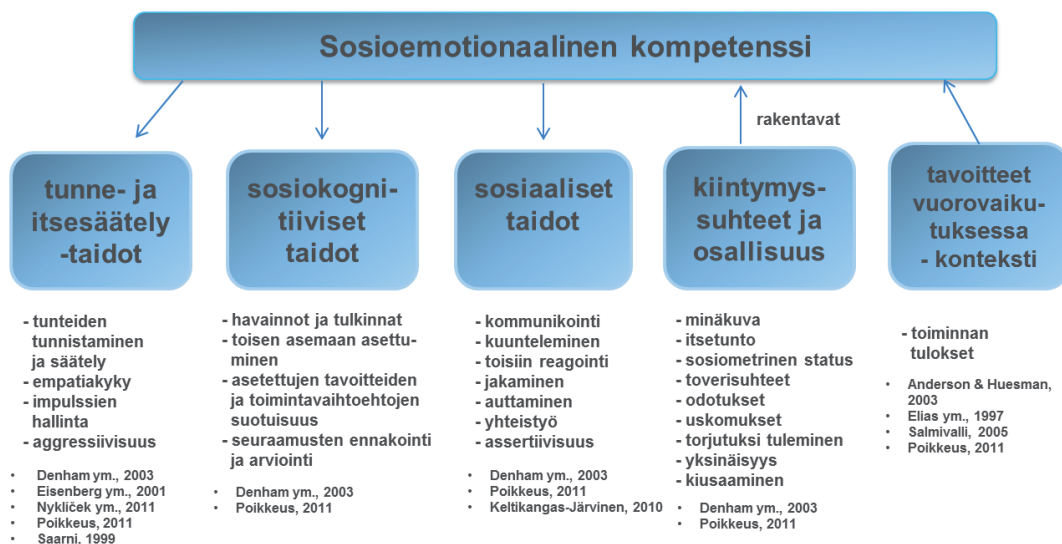 Sosioemotionaalinen kompetenssi
rakentavat
tunne- ja
itsesäätely
-taidot
- tunteiden
tunnistaminen
ja säätely
- empatiakyky
- impulssien
hallinta
- aggressiivisuus
• Denham ym., 2003
• Eisenberg ym., 2001
• Nyklíček ym., 2011
• Poikkeus, 2011
• Saarni, 1999
sosiokogni-
tiiviset
taidot
- havainnot ja tulkinnat
- toisen asemaan asettu-
minen
- asetettujen tavoitteiden
ja toimintavaihtoehtojen
suotuisuus
- seuraamusten ennakointi
ja arviointi
• Denham ym., 2003
• Poikkeus, 2011
sosiaaliset
taidot
- kommunikointi
- kuunteleminen
- toisiin reagointi
- jakaminen
- auttaminen
- yhteistyö
- assertiivisuus
• Denham ym., 2003
• Poikkeus, 2011
• Keltikangas-Järvinen, 2010
kiintymys-
suhteet ja
osallisuus
- minäkuva
- itsetunto
- sosiometrinen status
- toverisuhteet
- odotukset
- uskomukset
- torjutuksi tuleminen
- yksinäisyys
- kiusaaminen
• Denham ym., 2003
• Poikkeus, 2011
tavoitteet
vuorovaiku-
tuksessa
- konteksti
- toiminnan
tulokset
• Anderson & Huesman,
2003
• Elias ym., 1997
• Salmivalli, 2005
• Poikkeus, 2011